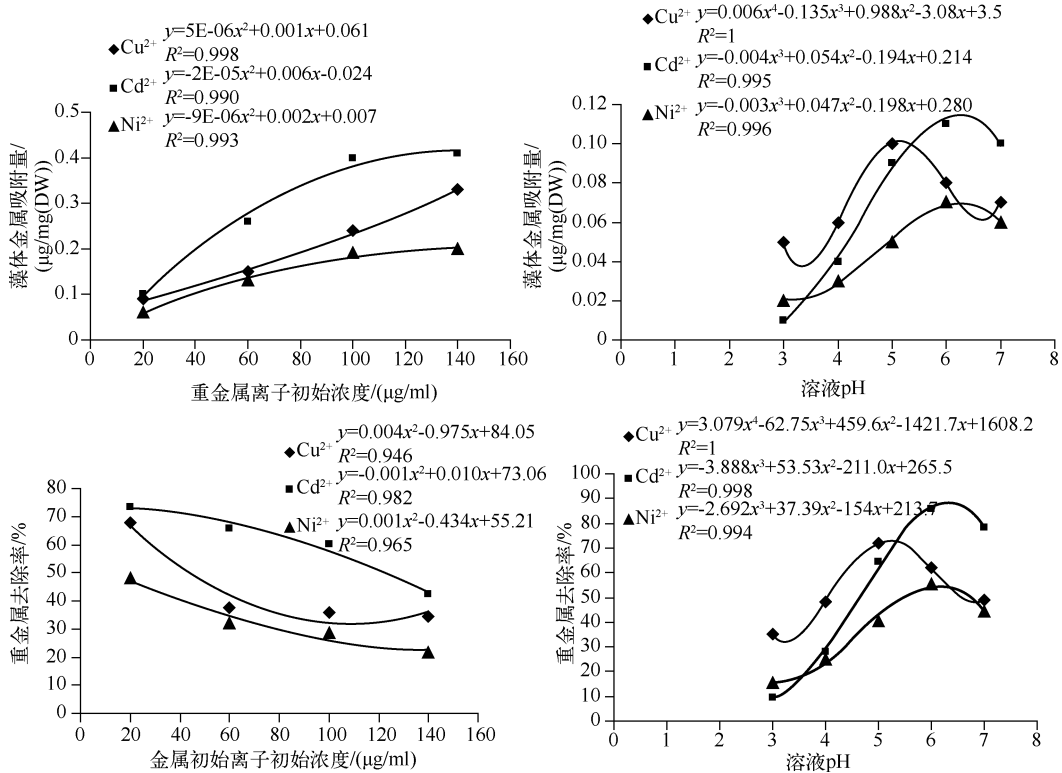 Cu²⁺ y=5E-06x²+0.001x+0.061
R²=0.998
Cd²⁺ y=-2E-05x²+0.006x-0.024
R²=0.990
Ni²⁺ y=-9E-06x²+0.002x+0.007
R²=0.993
藻体金属吸附量/
(μg/mg(DW))
0.5
0.4
0.3
0.2
0.1
0
0 20 40 60 80 100 120 140 160
重金属离子初始浓度/(μg/ml)
Cu²⁺ y=0.006x⁴-0.135x³+0.988x²-3.08x+3.5
R²=1
Cd²⁺ y=-0.004x³+0.054x²-0.194x+0.214
R²=0.995
Ni²⁺ y=-0.003x³+0.047x²-0.198x+0.280
R²=0.996
藻体金属吸附量/
(μg/mg(DW))
0.12
0.10
0.08
0.06
0.04
0.02
0
0 1 2 3 4 5 6 7 8
溶液pH
Cu²⁺ y=0.004x²-0.975x+84.05
R²=0.946
Cd²⁺ y=-0.001x²+0.010x+73.06
R²=0.982
Ni²⁺ y=0.001x²-0.434x+55.21
R²=0.965
重金属去除率/%
80
70
60
50
40
30
20
10
0
0 20 40 60 80 100 120 140 160
金属初始离子初始浓度/(μg/ml)
Cu²⁺ y=3.079x⁴-62.75x³+459.6x²-1421.7x+1608.2
R²=1
Cd²⁺ y=-3.888x³+53.53x²-211.0x+265.5
R²=0.998
Ni²⁺ y=-2.692x³+37.39x²-154x+213.7
R²=0.994
重金属去除率/%
100
90
80
70
60
50
40
30
20
10
0
0 1 2 3 4 5 6 7 8
溶液pH